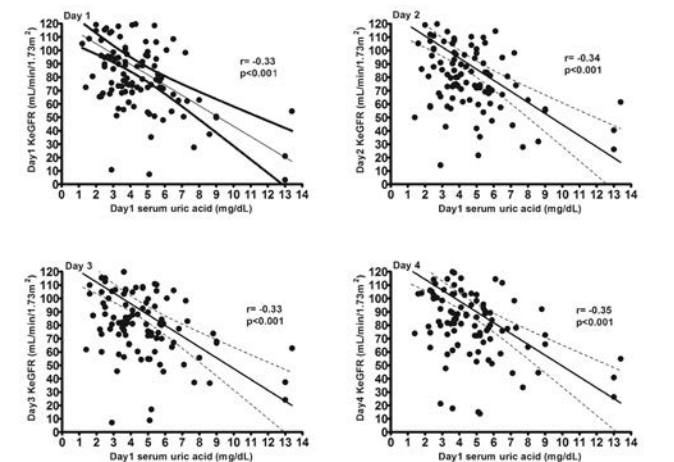 Day 1
Day1 KeGFR (mL/min/1.73m²)
120
110
100
90
80
70
60
50
40
30
20
10
0
r= -0.33
p<0.001
0 1 2 3 4 5 6 7 8 9 10 11 12 13 14
Day1 serum uric acid (mg/dL)
Day 2
Day2 KeGFR (mL/min/1.73m²)
120
110
100
90
80
70
60
50
40
30
20
10
0
r= -0.34
p<0.001
0 1 2 3 4 5 6 7 8 9 10 11 12 13 14
Day1 serum uric acid (mg/dL)
Day 3
Day3 KeGFR (mL/min/1.73m²)
120
110
100
90
80
70
60
50
40
30
20
10
0
r= -0.33
p<0.001
0 1 2 3 4 5 6 7 8 9 10 11 12 13 14
Day1 serum uric acid (mg/dL)
Day 4
Day4 KeGFR (mL/min/1.73m²)
120
110
100
90
80
70
60
50
40
30
20
10
0
r= -0.35
p<0.001
0 1 2 3 4 5 6 7 8 9 10 11 12 13 14
Day1 serum uric acid (mg/dL)